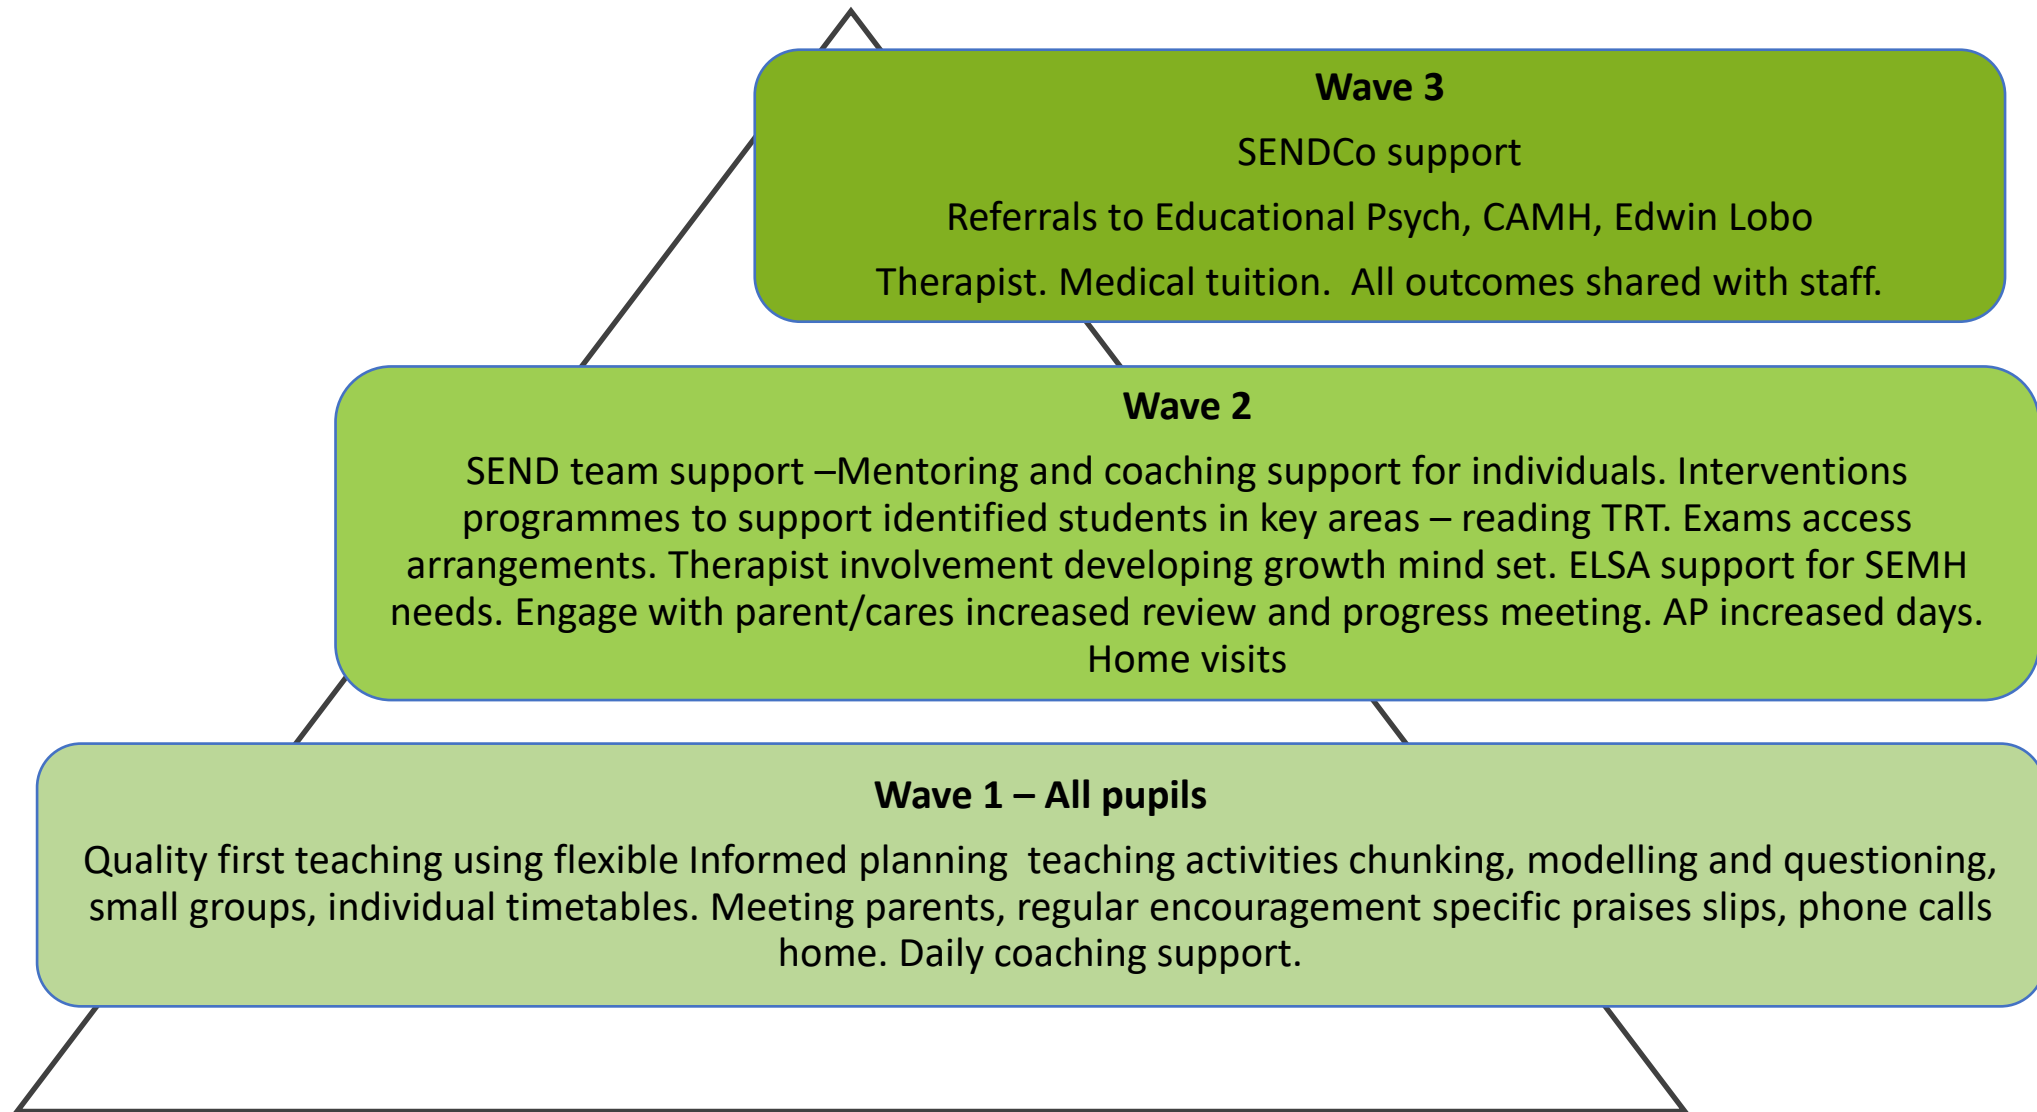 Wave 3
SENDCo support
Referrals to Educational Psych, CAMH, Edwin Lobo
Therapist. Medical tuition.  All outcomes shared with staff.
Wave 2
SEND team support –Mentoring and coaching support for individuals. Interventions
programmes to support identified students in key areas – reading TRT. Exams access
arrangements. Therapist involvement developing growth mind set. ELSA support for SEMH
needs. Engage with parent/cares increased review and progress meeting. AP increased days.
Home visits
Wave 1 – All pupils
Quality first teaching using flexible Informed planning  teaching activities chunking, modelling and questioning,
small groups, individual timetables. Meeting parents, regular encouragement specific praises slips, phone calls
home. Daily coaching support.